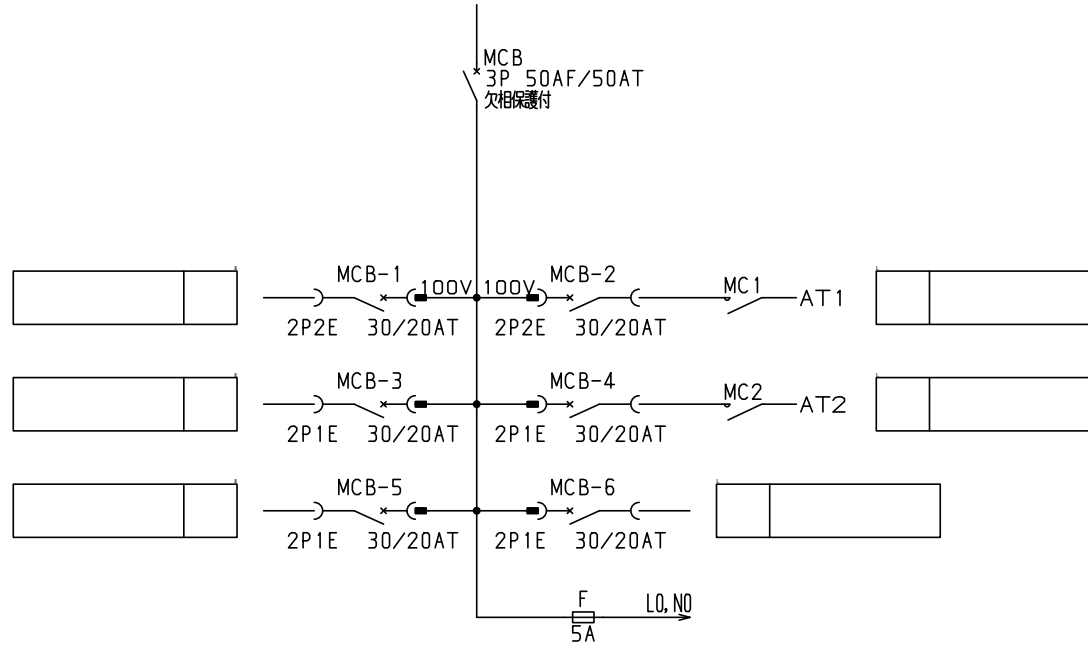 MCB
3P 50AF/50AT
欠相保護付
MCB-1
100V
100V
MCB-2
MC1
AT1
2P2E
30/20AT
2P2E
30/20AT
MCB-3
MCB-4
MC2
AT2
2P1E
30/20AT
2P1E
30/20AT
MCB-5
MCB-6
2P1E
30/20AT
2P1E
30/20AT
F
L0,N0
5A